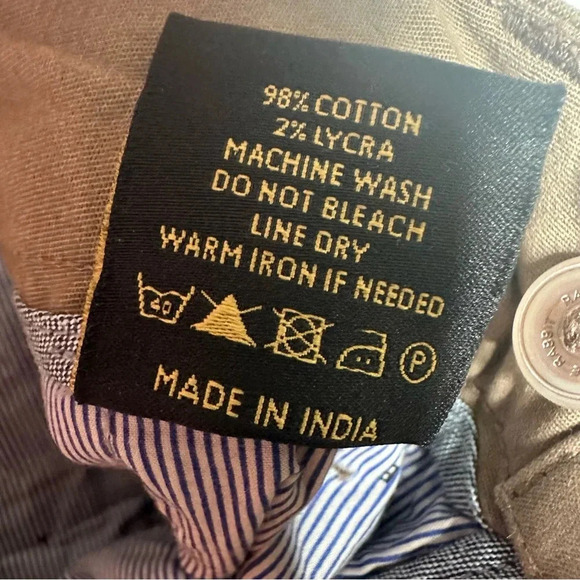 98% COTTON
2% LYCRA
MACHINE WASH
DO NOT BLEACH
LINE DRY
WARM IRON IF NEEDED
40
P
MADE IN INDIA
RABBIT